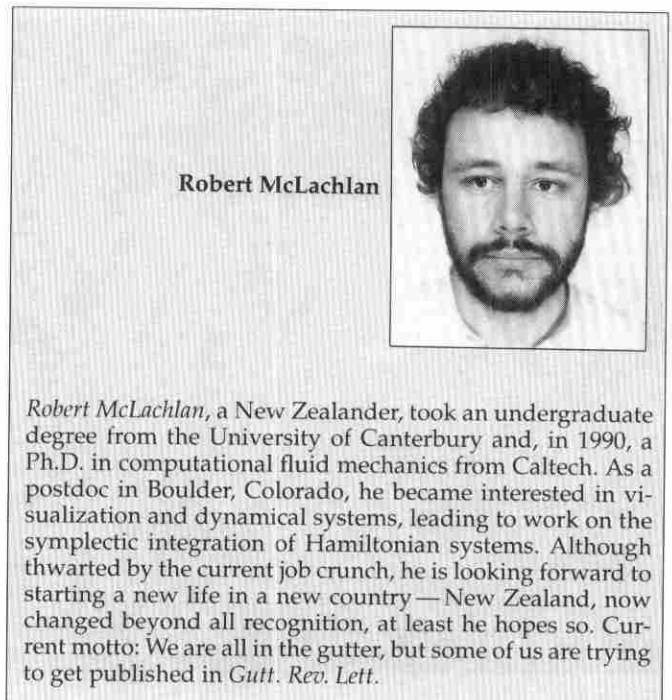 Robert McLachlan
Robert McLachlan, a New Zealander, took an undergraduate
degree from the University of Canterbury and, in 1990, a
Ph.D. in computational fluid mechanics from Caltech. As a
postdoc in Boulder, Colorado, he became interested in vi-
sualization and dynamical systems, leading to work on the
symplectic integration of Hamiltonian systems. Although
thwarted by the current job crunch, he is looking forward to
starting a new life in a new country—New Zealand, now
changed beyond all recognition, at least he hopes so. Cur-
rent motto: We are all in the gutter, but some of us are trying
to get published in Gutt. Rev. Lett.